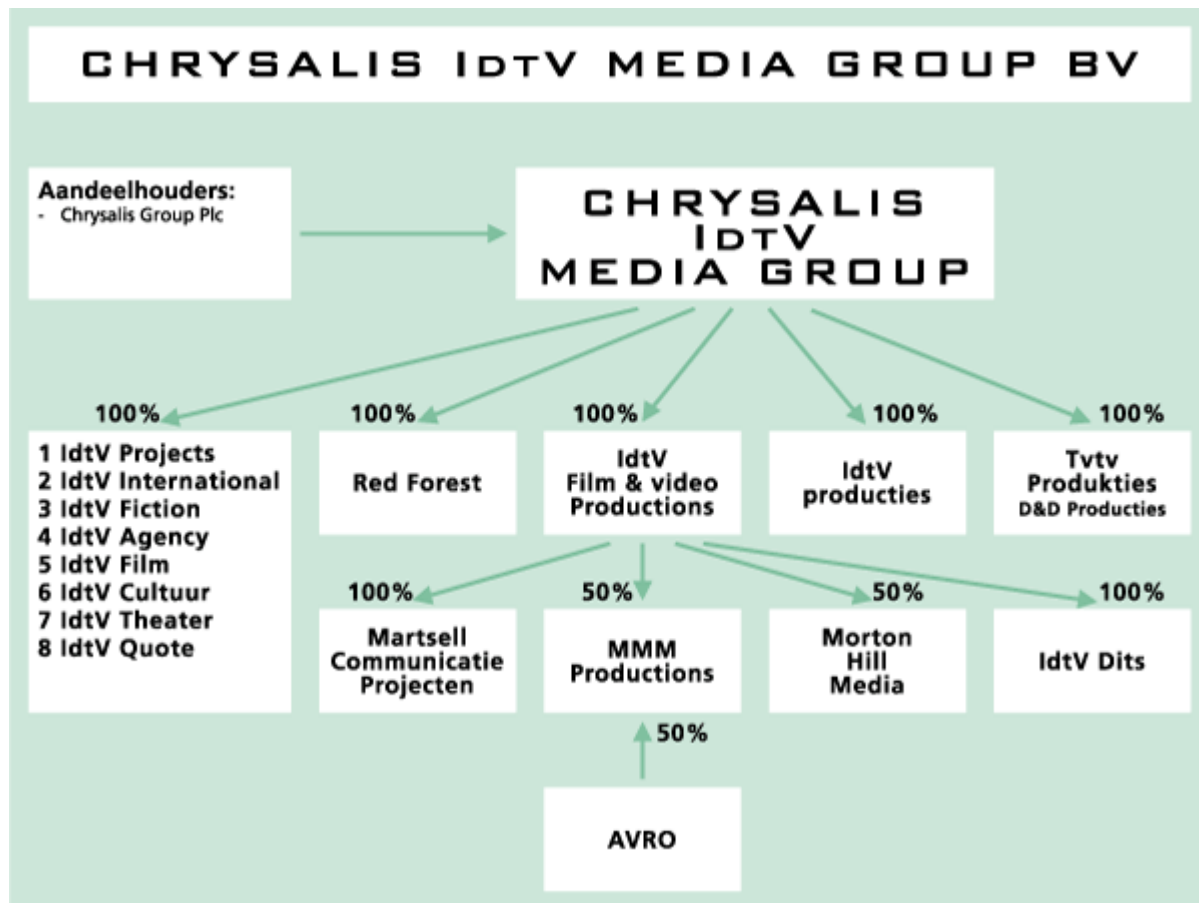 CHRYSALIS IDTV MEDIA GROUP BV
Aandeelhouders:
- Chrysalis Group Plc
CHRYSALIS
IDTV
MEDIA GROUP
100%
100%
100%
100%
100%
1 IdtV Projects
2 IdtV International
3 IdtV Fiction
4 IdtV Agency
5 IdtV Film
6 IdtV Cultuur
7 IdtV Theater
8 IdtV Quote
Red Forest
IdtV
Film & video
Productions
IdtV
producties
Tvtv
Produkties
D&D Producties
100%
50%
50%
100%
Martsell
Communicatie
Projecten
MMM
Productions
Morton
Hill
Media
IdtV Dits
50%
AVRO